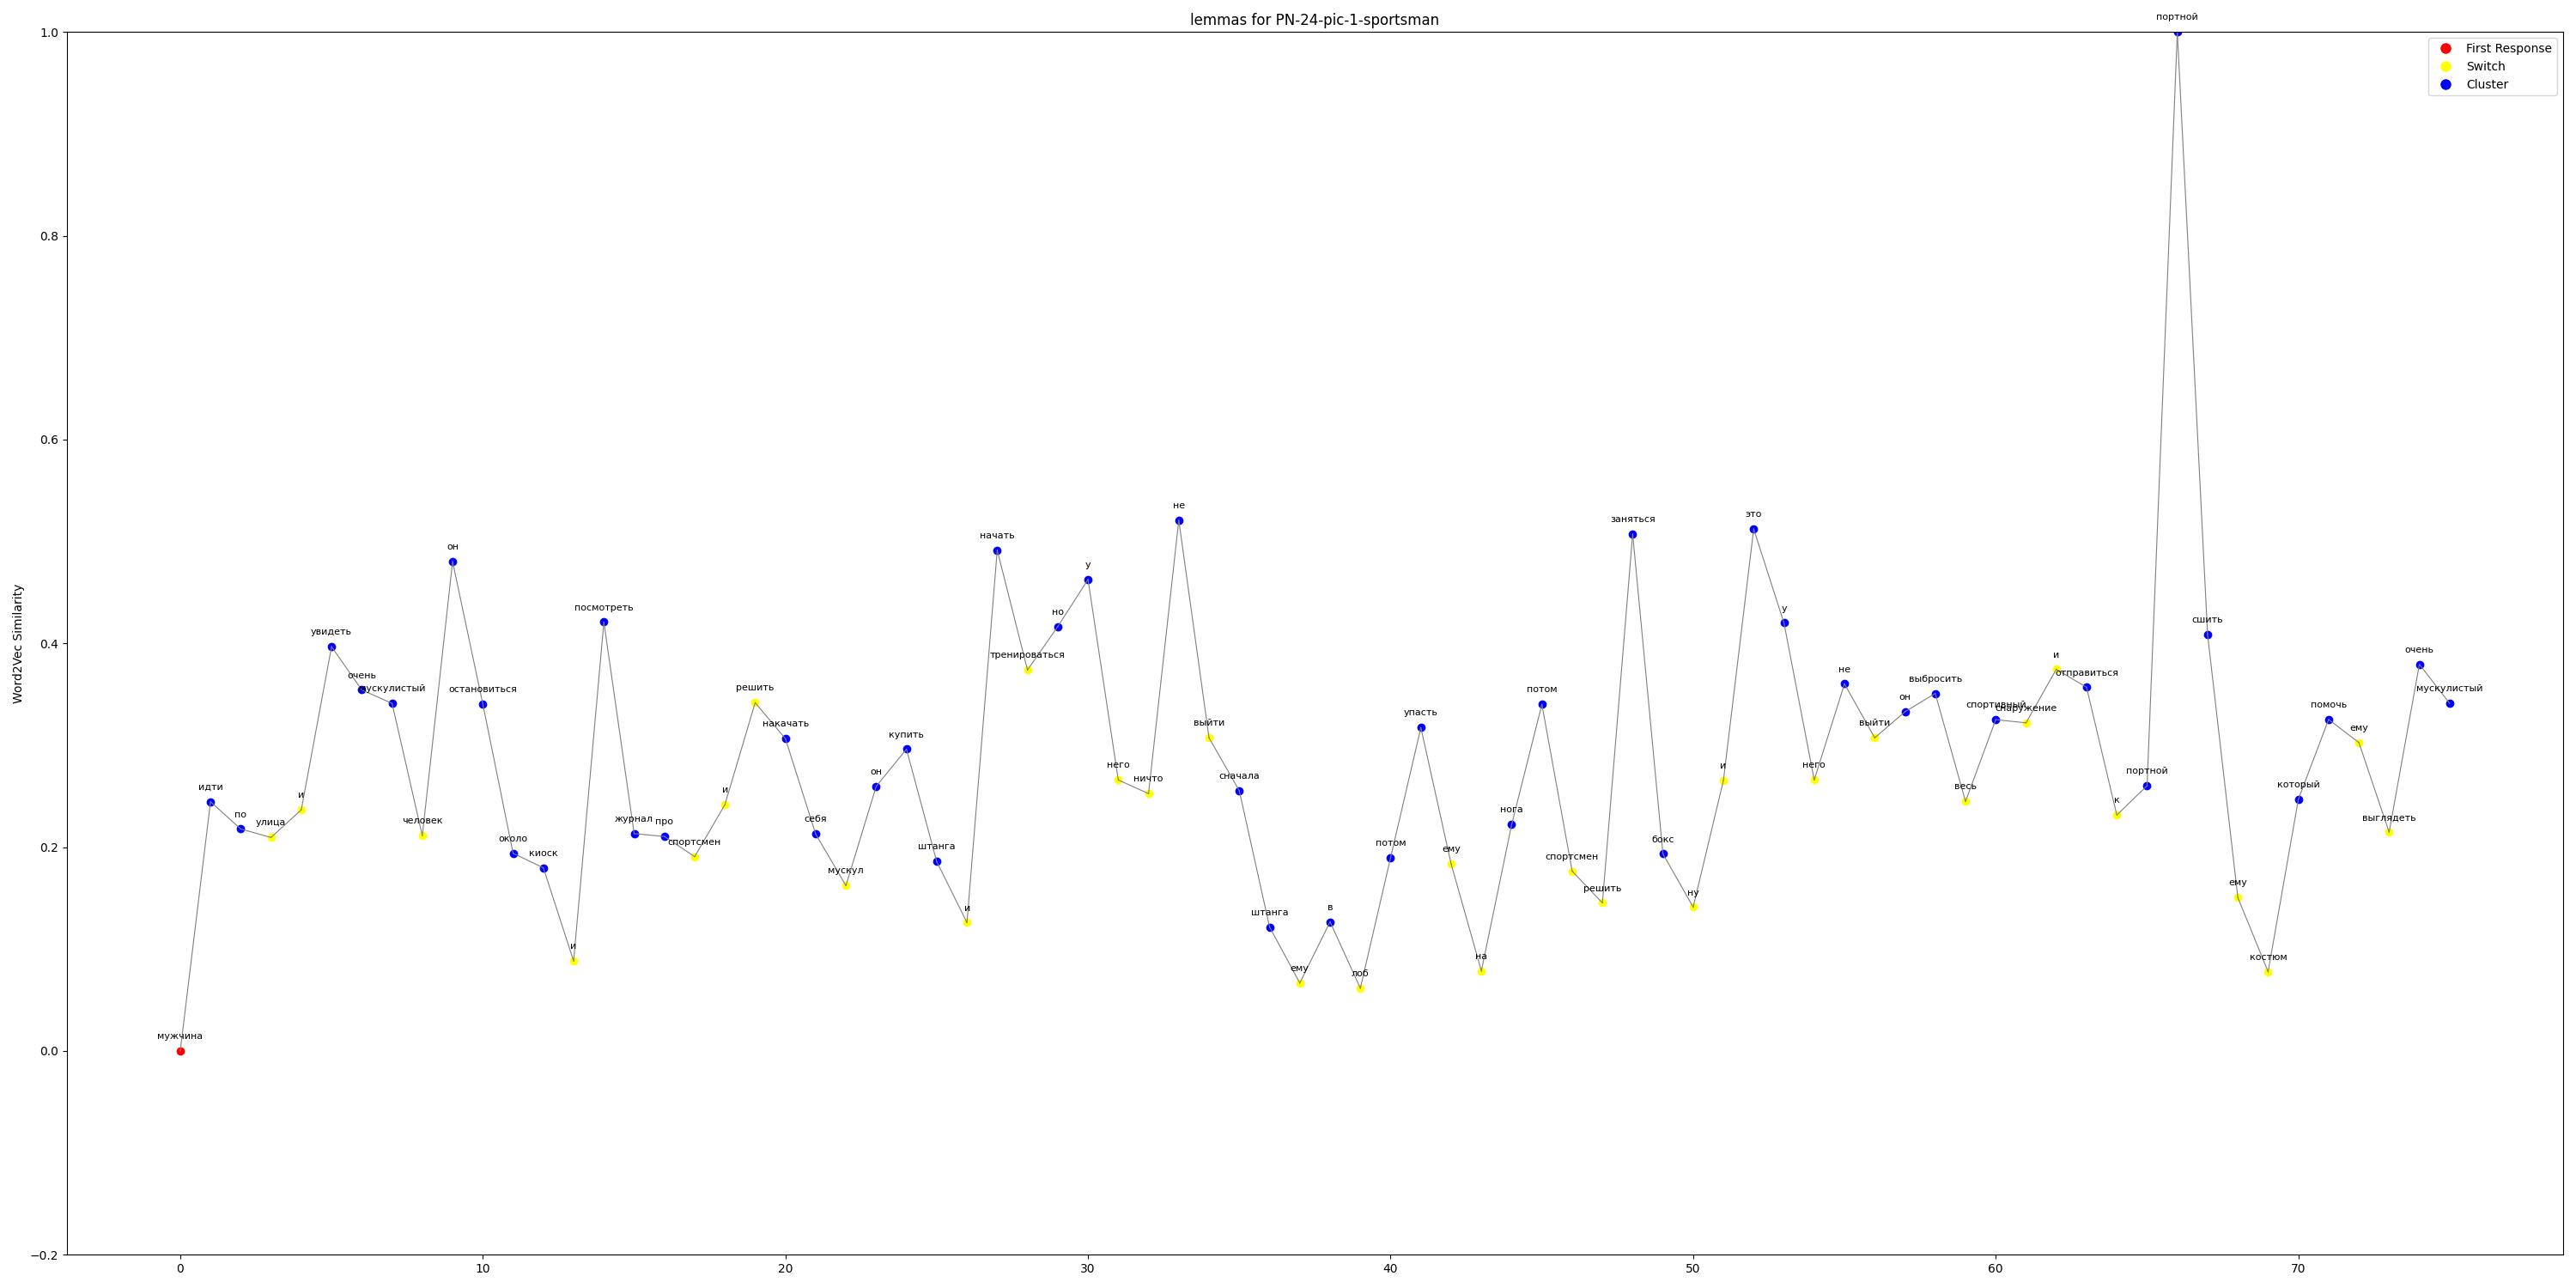 lemmas for PN-24-pic-1-sportsman
First Response
Switch
Cluster
Word2Vec Similarity
1.0
0.8
0.6
0.4
0.2
0.0
−0.2
0
10
20
30
40
50
60
70
мужчина
идти
по
улица
и
увидеть
очень
мускулистый
человек
он
остановиться
около
киоск
и
посмотреть
журнал
про
спортсмен
и
решить
накачать
себя
мускул
он
купить
штанга
и
начать
тренироваться
но
у
него
ничто
не
выйти
сначала
штанга
ему
в
лоб
потом
упасть
ему
на
нога
потом
спортсмен
решить
заняться
бокс
ну
и
это
у
него
не
выйти
он
выбросить
весь
спортивный
снаружение
и
отправиться
к
портной
портной
сшить
ему
костюм
который
помочь
ему
выглядеть
очень
мускулистый